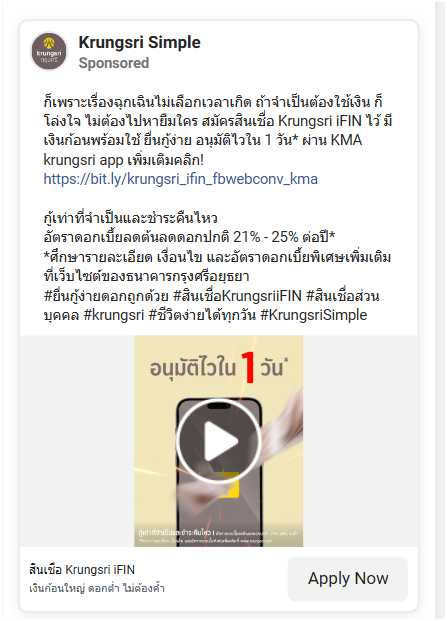 Krungsri Simple
Sponsored
krungsri
กรุงศรี
ก็เพราะเรื่องฉุกเฉินไม่เลือกเวลาเกิด ถ้าจำเป็นต้องใช้เงิน ก็
โล่งใจ ไม่ต้องไปหายืมใคร สมัครสินเชื่อ Krungsri iFIN ไว้ มี
เงินก้อนพร้อมใช้ ยื่นกู้ง่าย อนุมัติไวใน 1 วัน* ผ่าน KMA
krungsri app เพิ่มเติมคลิก!
https://bit.ly/krungsri_ifin_fbwebconv_kma
กู้เท่าที่จำเป็นและชำระคืนไหว
อัตราดอกเบี้ยลดต้นลดดอกปกติ 21% - 25% ต่อปี*
*ศึกษารายละเอียด เงื่อนไข และอัตราดอกเบี้ยพิเศษเพิ่มเติม
ที่เว็บไซต์ของธนาคารกรุงศรีอยุธยา
#ยื่นกู้ง่ายดอกถูกด้วย #สินเชื่อKrungsriiFIN #สินเชื่อส่วน
บุคคล #krungsri #ชีวิตง่ายได้ทุกวัน #KrungsriSimple
อนุมัติไวใน 1 วัน*
กู้เท่าที่จำเป็นและชำระคืนไหว
สินเชื่อ Krungsri iFIN
เงินก้อนใหญ่ ดอกต่ำ ไม่ต้องค้ำ
Apply Now